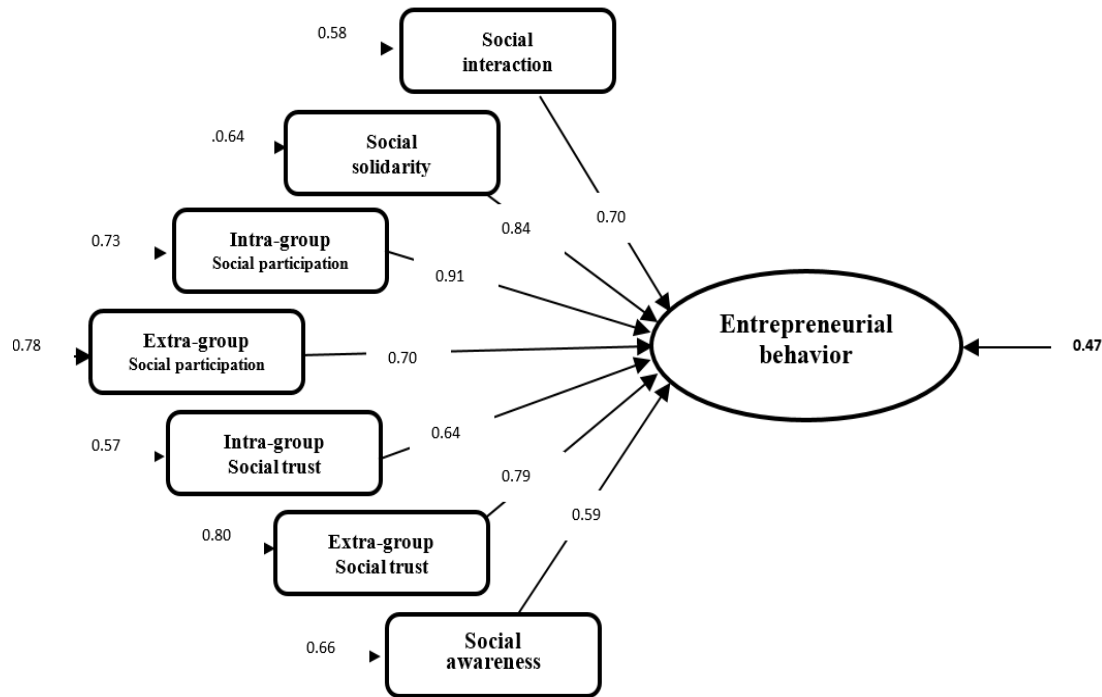 0.58
Social
interaction
.0.64
Social
solidarity
0.70
0.84
0.73
Intra-group
Social participation
0.91
Entrepreneurial
behavior
0.47
0.78
Extra-group
Social participation
0.70
0.57
Intra-group
Social trust
0.64
0.79
0.59
0.80
Extra-group
Social trust
0.66
Social
awareness